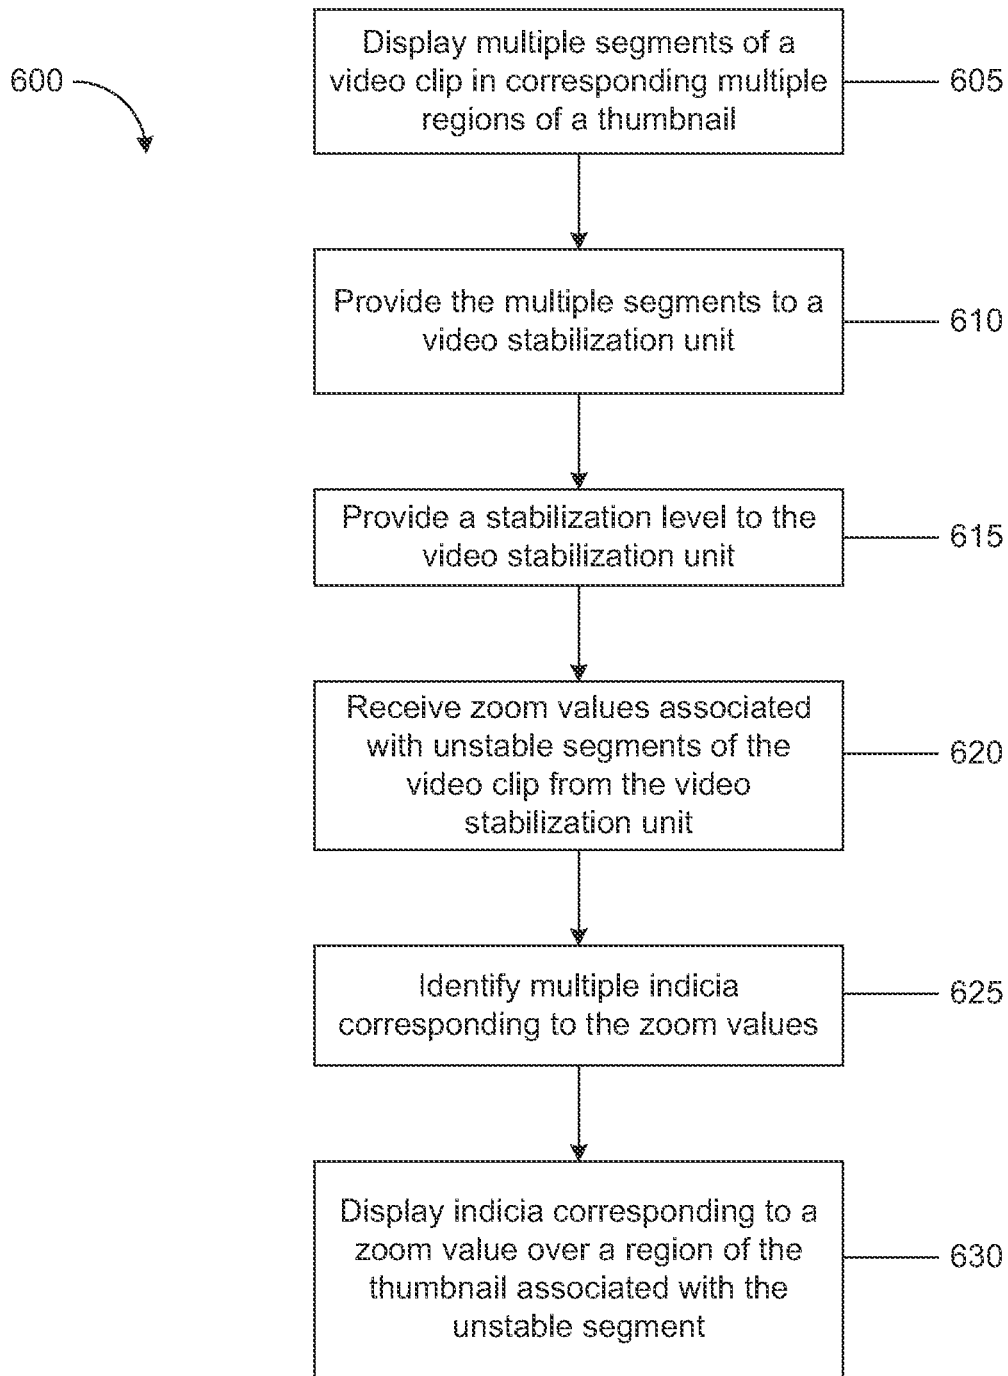 600
Display multiple segments of a
video clip in corresponding multiple
regions of a thumbnail
605
Provide the multiple segments to a
video stabilization unit
610
Provide a stabilization level to the
video stabilization unit
615
Receive zoom values associated
with unstable segments of the
video clip from the video
stabilization unit
620
Identify multiple indicia
corresponding to the zoom values
625
Display indicia corresponding to a
zoom value over a region of the
thumbnail associated with the
unstable segment
630